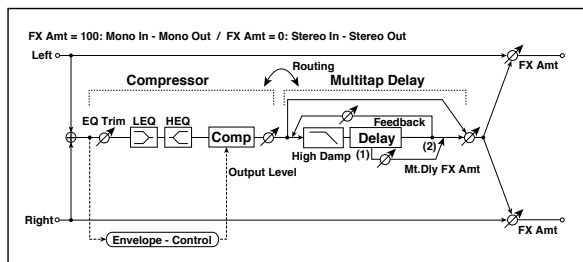 FX Amt = 100: Mono In - Mono Out / FX Amt = 0: Stereo In - Stereo Out
Left
FX Amt
Routing
Compressor
Multitap Delay
EQ Trim
LEQ
HEQ
Feedback
Comp
Delay
High Damp
(1)
(2)
Output Level
Mt.Dly FX Amt
Right
FX Amt
Envelope - Control